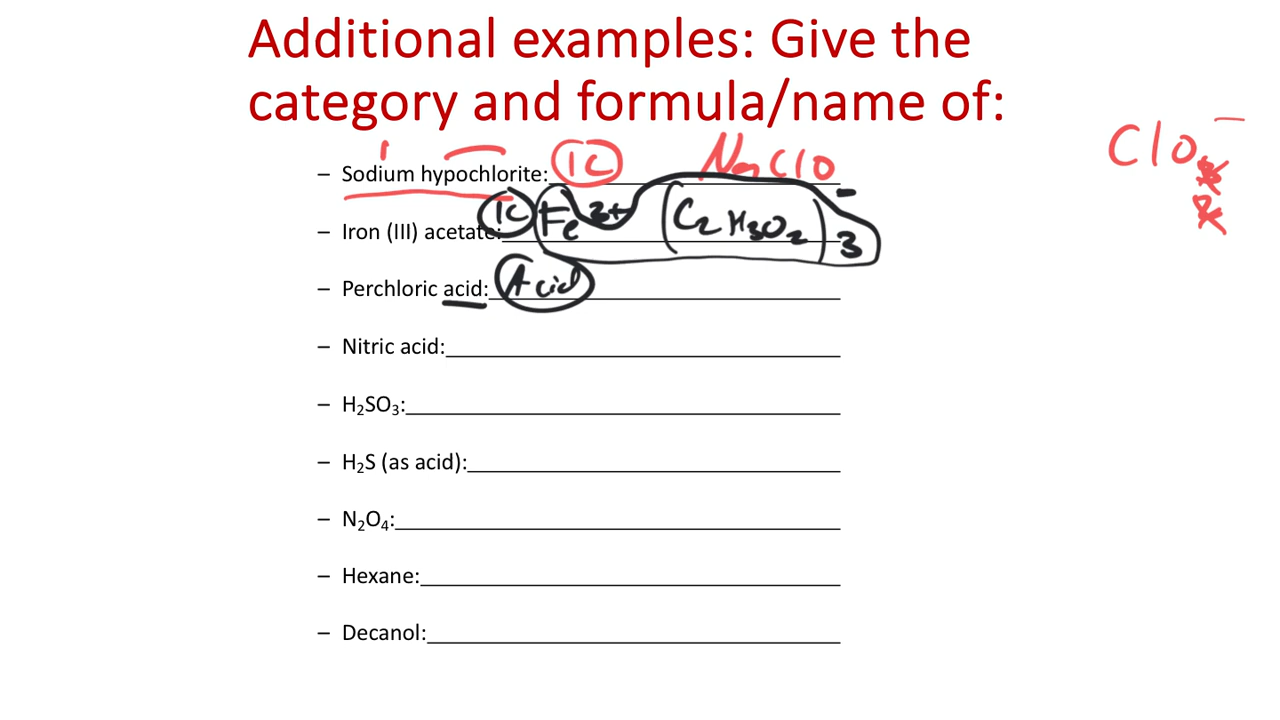 Additional examples: Give the
category and formula/name of:
– Sodium hypochlorite: IC NaClO
ClO⁻
– Iron (III) acetate: IC Fe³⁺ (C₂H₃O₂)⁻₃
– Perchloric acid: Acid
– Nitric acid:
– H₂SO₃:
– H₂S (as acid):
– N₂O₄:
– Hexane:
– Decanol: